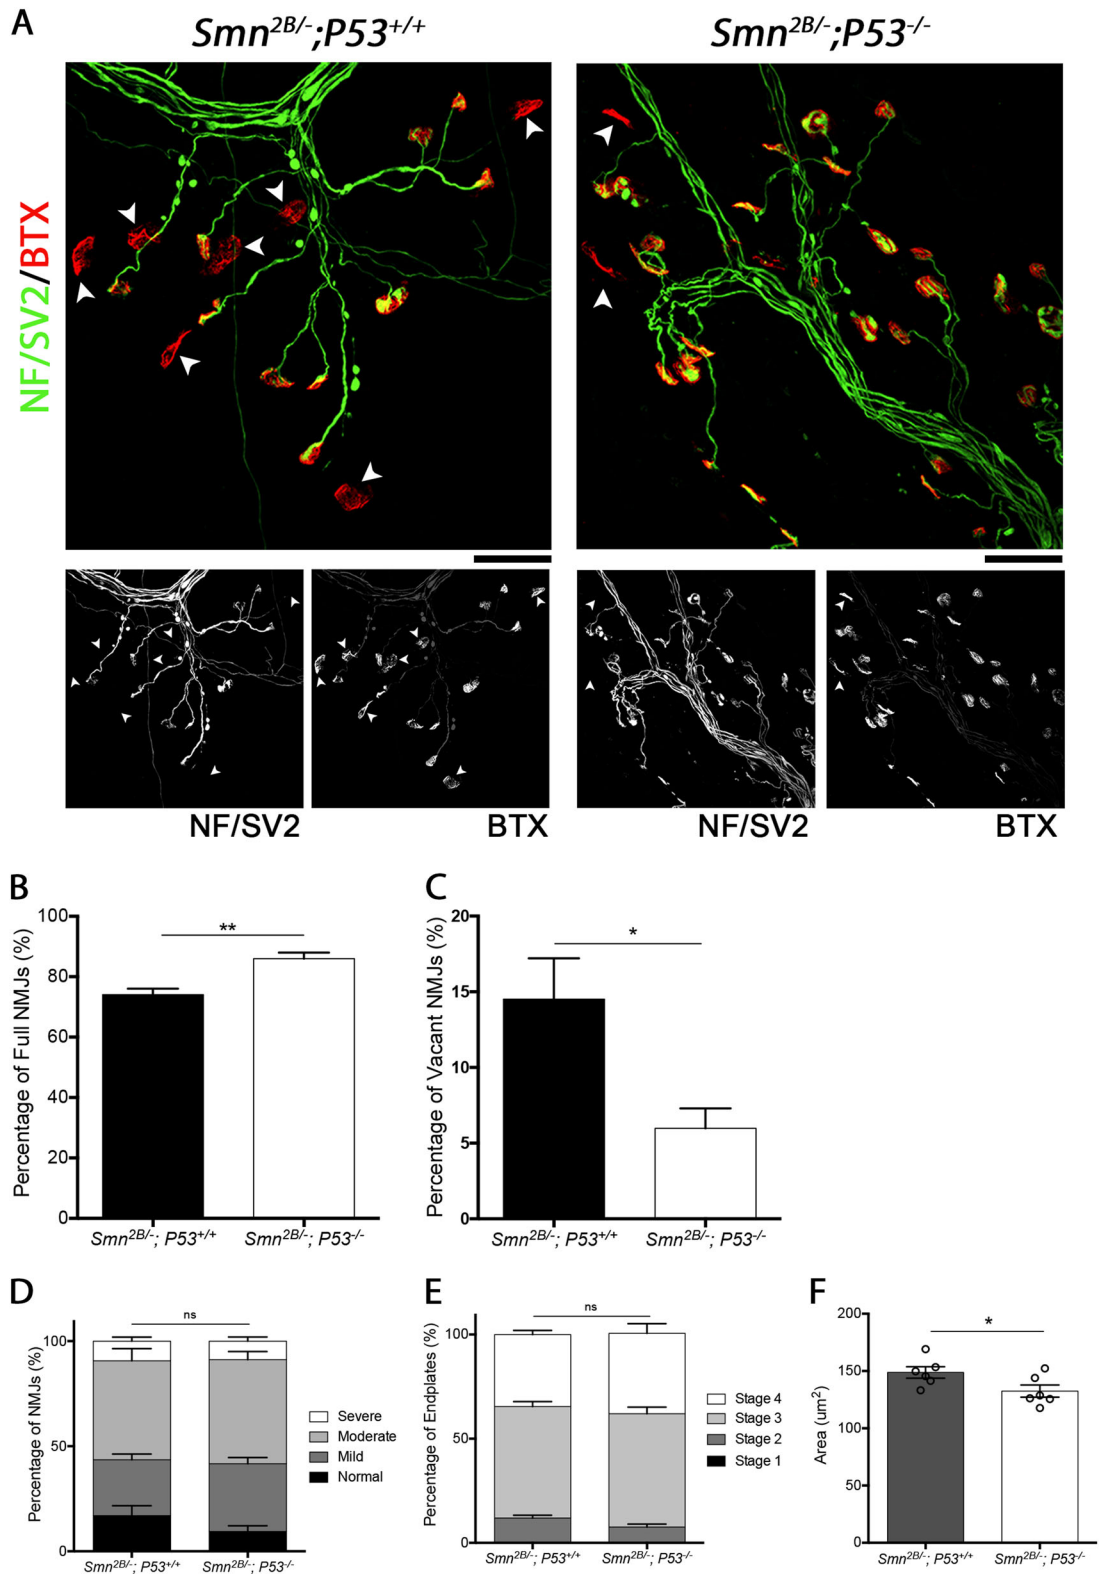 A
Smn2B/-;P53+/+
Smn2B/-;P53-/-
NF/SV2/BTX
NF/SV2
BTX
NF/SV2
BTX
B
Percentage of Full NMJs (%)
100
80
60
40
20
0
**
Smn2B/-; P53+/+
Smn2B/-; P53-/-
C
Percentage of Vacant NMJs (%)
20
15
10
5
0
*
Smn2B/-; P53+/+
Smn2B/-; P53-/-
D
Percentage of NMJs (%)
100
50
0
ns
Severe
Moderate
Mild
Normal
Smn2B/-; P53+/+
Smn2B/-; P53-/-
E
Percentage of Endplates (%)
100
50
0
ns
Stage 4
Stage 3
Stage 2
Stage 1
Smn2B/-; P53+/+
Smn2B/-; P53-/-
F
Area (um2)
200
150
100
50
0
*
Smn2B/-; P53+/+
Smn2B/-; P53-/-